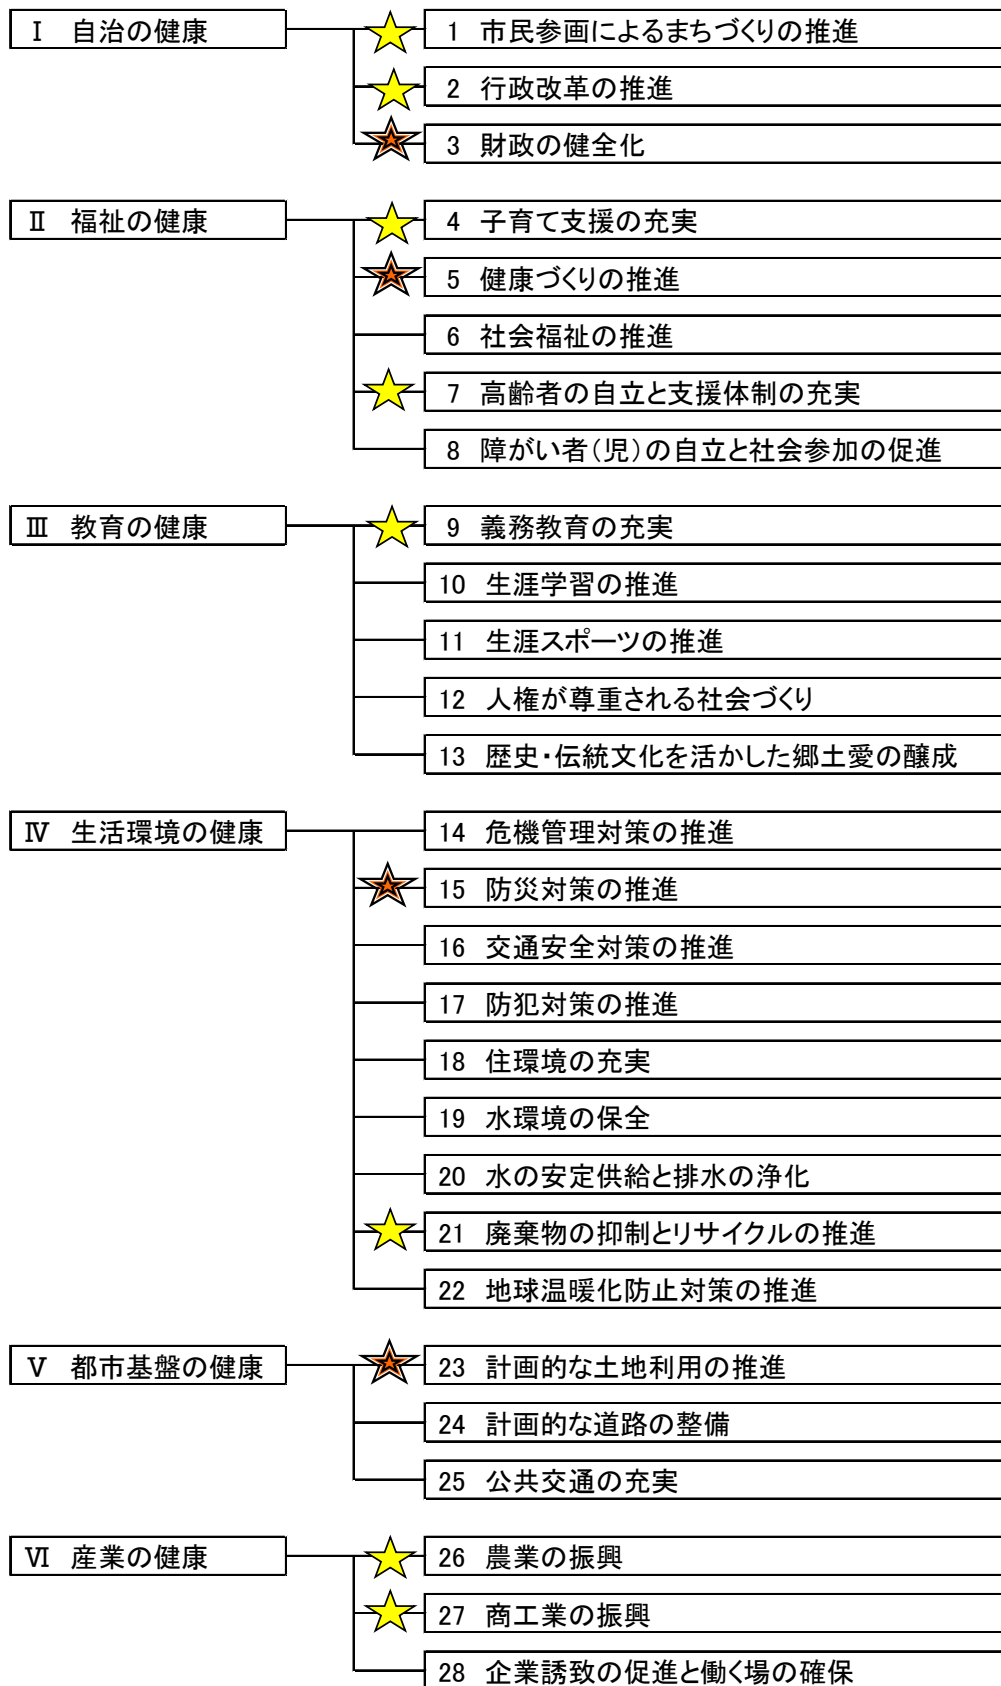 Ⅰ 自治の健康
1 市民参画によるまちづくりの推進
2 行政改革の推進
3 財政の健全化
Ⅱ 福祉の健康
4 子育て支援の充実
5 健康づくりの推進
6 社会福祉の推進
7 高齢者の自立と支援体制の充実
8 障がい者(児)の自立と社会参加の促進
Ⅲ 教育の健康
9 義務教育の充実
10 生涯学習の推進
11 生涯スポーツの推進
12 人権が尊重される社会づくり
13 歴史・伝統文化を活かした郷土愛の醸成
Ⅳ 生活環境の健康
14 危機管理対策の推進
15 防災対策の推進
16 交通安全対策の推進
17 防犯対策の推進
18 住環境の充実
19 水環境の保全
20 水の安定供給と排水の浄化
21 廃棄物の抑制とリサイクルの推進
22 地球温暖化防止対策の推進
Ⅴ 都市基盤の健康
23 計画的な土地利用の推進
24 計画的な道路の整備
25 公共交通の充実
Ⅵ 産業の健康
26 農業の振興
27 商工業の振興
28 企業誘致の促進と働く場の確保